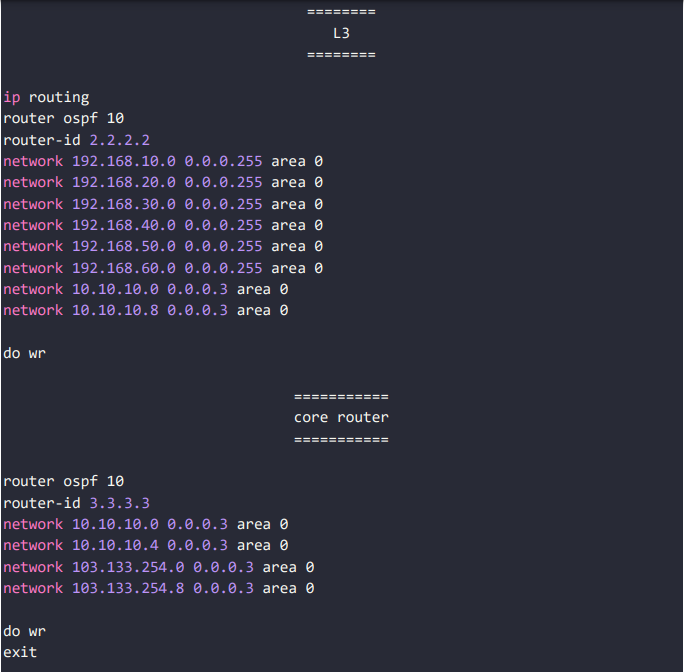 ========
L3
========
ip routing
router ospf 10
router-id 2.2.2.2
network 192.168.10.0 0.0.0.255 area 0
network 192.168.20.0 0.0.0.255 area 0
network 192.168.30.0 0.0.0.255 area 0
network 192.168.40.0 0.0.0.255 area 0
network 192.168.50.0 0.0.0.255 area 0
network 192.168.60.0 0.0.0.255 area 0
network 10.10.10.0 0.0.0.3 area 0
network 10.10.10.8 0.0.0.3 area 0
do wr
===========
core router
===========
router ospf 10
router-id 3.3.3.3
network 10.10.10.0 0.0.0.3 area 0
network 10.10.10.4 0.0.0.3 area 0
network 103.133.254.0 0.0.0.3 area 0
network 103.133.254.8 0.0.0.3 area 0
do wr
exit